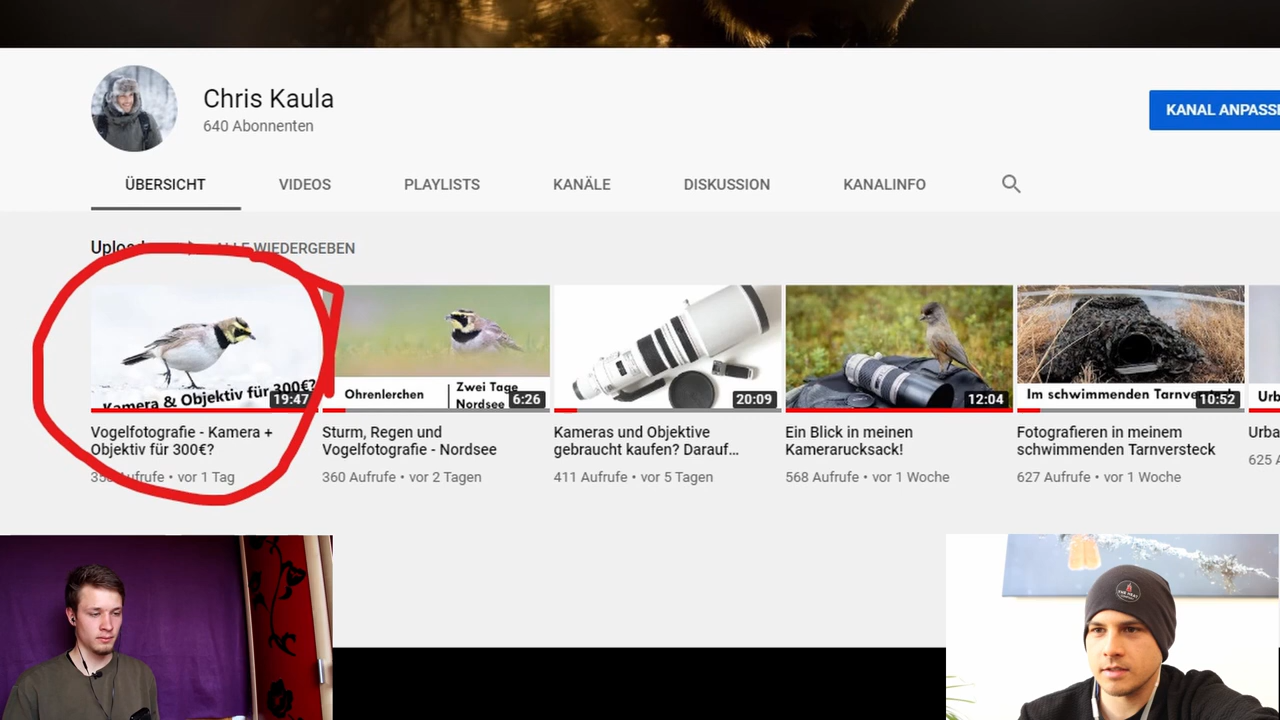 Chris Kaula
640 Abonnenten
KANAL ANPASSE
ÜBERSICHT
VIDEOS
PLAYLISTS
KANÄLE
DISKUSSION
KANALINFO
ALLE WIEDERGEBEN
Kamera & Objektiv für 300€?
19:47
Vogelfotografie - Kamera +
Objektiv für 300€?
vor 1 Tag
Ohrenlerchen
Zwei Tage
Nordsee
6:26
Sturm, Regen und
Vogelfotografie - Nordsee
360 Aufrufe • vor 2 Tagen
20:09
Kameras und Objektive
gebraucht kaufen? Darauf...
411 Aufrufe • vor 5 Tagen
12:04
Ein Blick in meinen
Kamerarucksack!
568 Aufrufe • vor 1 Woche
Im schwimmenden
10:52
Fotografieren in meinem
schwimmenden Tarnversteck
627 Aufrufe • vor 1 Woche
Urb
Urba
625 A